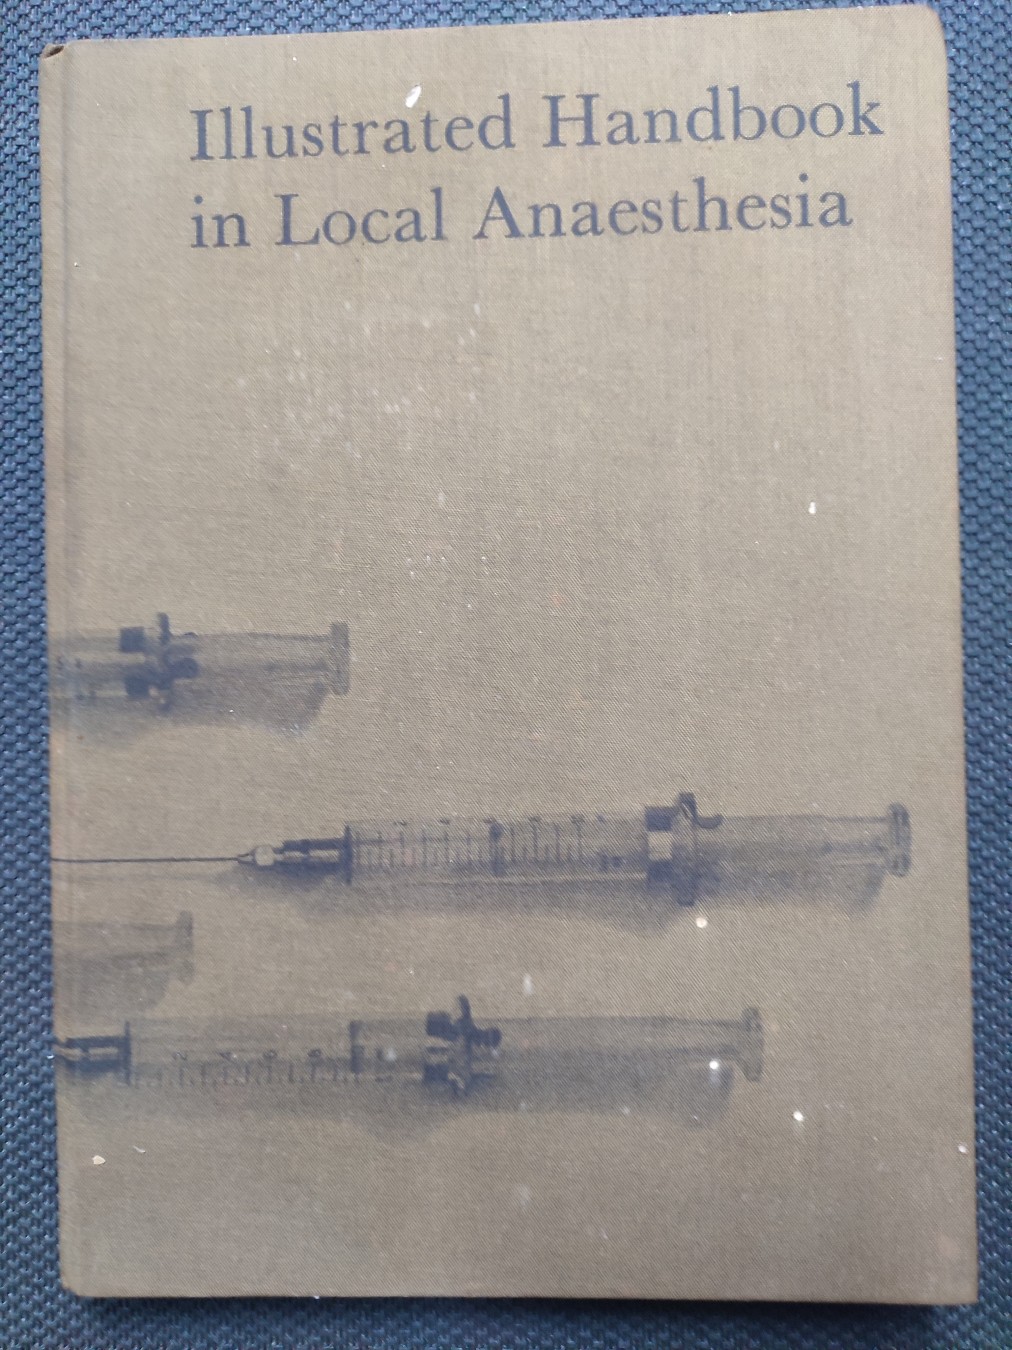 Illustrated Handbook
in Local Anaesthesia